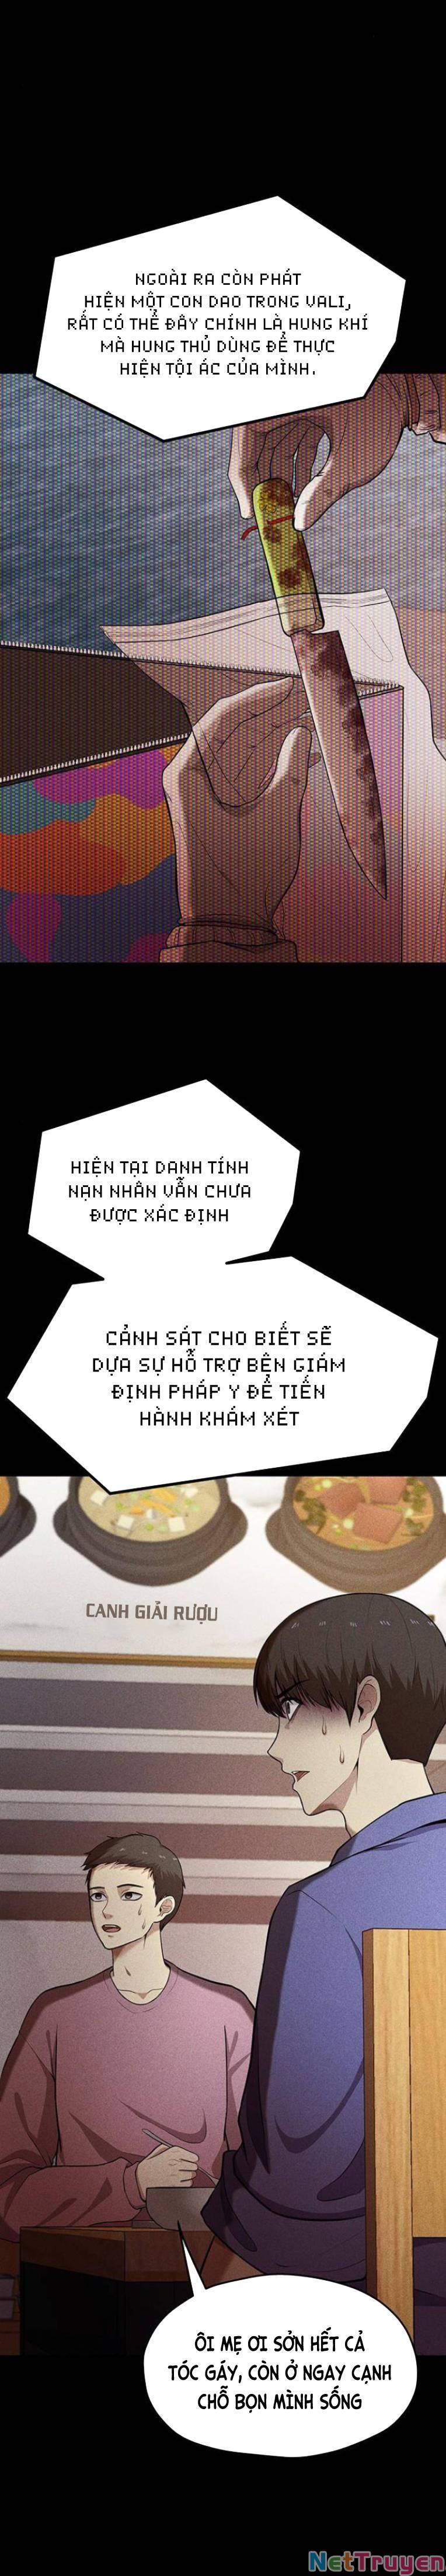 NGOÀI RA CÒN PHÁT
HIỆN MỘT CON DAO TRONG VALI,
RẤT CÓ THỂ ĐÂY CHÍNH LÀ HUNG KHÍ
MÀ HUNG THỦ DÙNG ĐỂ THỰC
HIỆN TỘI ÁC CỦA MÌNH.
HIỆN TẠI DANH TÍNH
NẠN NHÂN VẪN CHƯA
ĐƯỢC XÁC ĐỊNH
CẢNH SÁT CHO BIẾT SẼ
DỰA SỰ HỖ TRỢ BÊN GIÁM
ĐỊNH PHÁP Y ĐỂ TIẾN
HÀNH KHÁM XÉT
CANH GIẢI RƯỢU
ÔI MẸ ƠI SỞN HẾT CẢ
TÓC GÁY, CÒN Ở NGAY CẠNH
CHỖ BỌN MÌNH SỐNG
NetTruyen